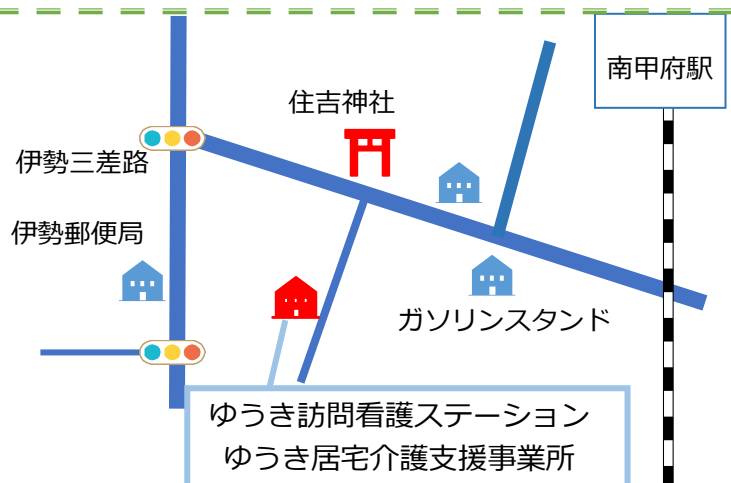 南甲府駅
住吉神社
伊勢三差路
伊勢郵便局
ガソリンスタンド
ゆうき訪問看護ステーション
ゆうき居宅介護支援事業所